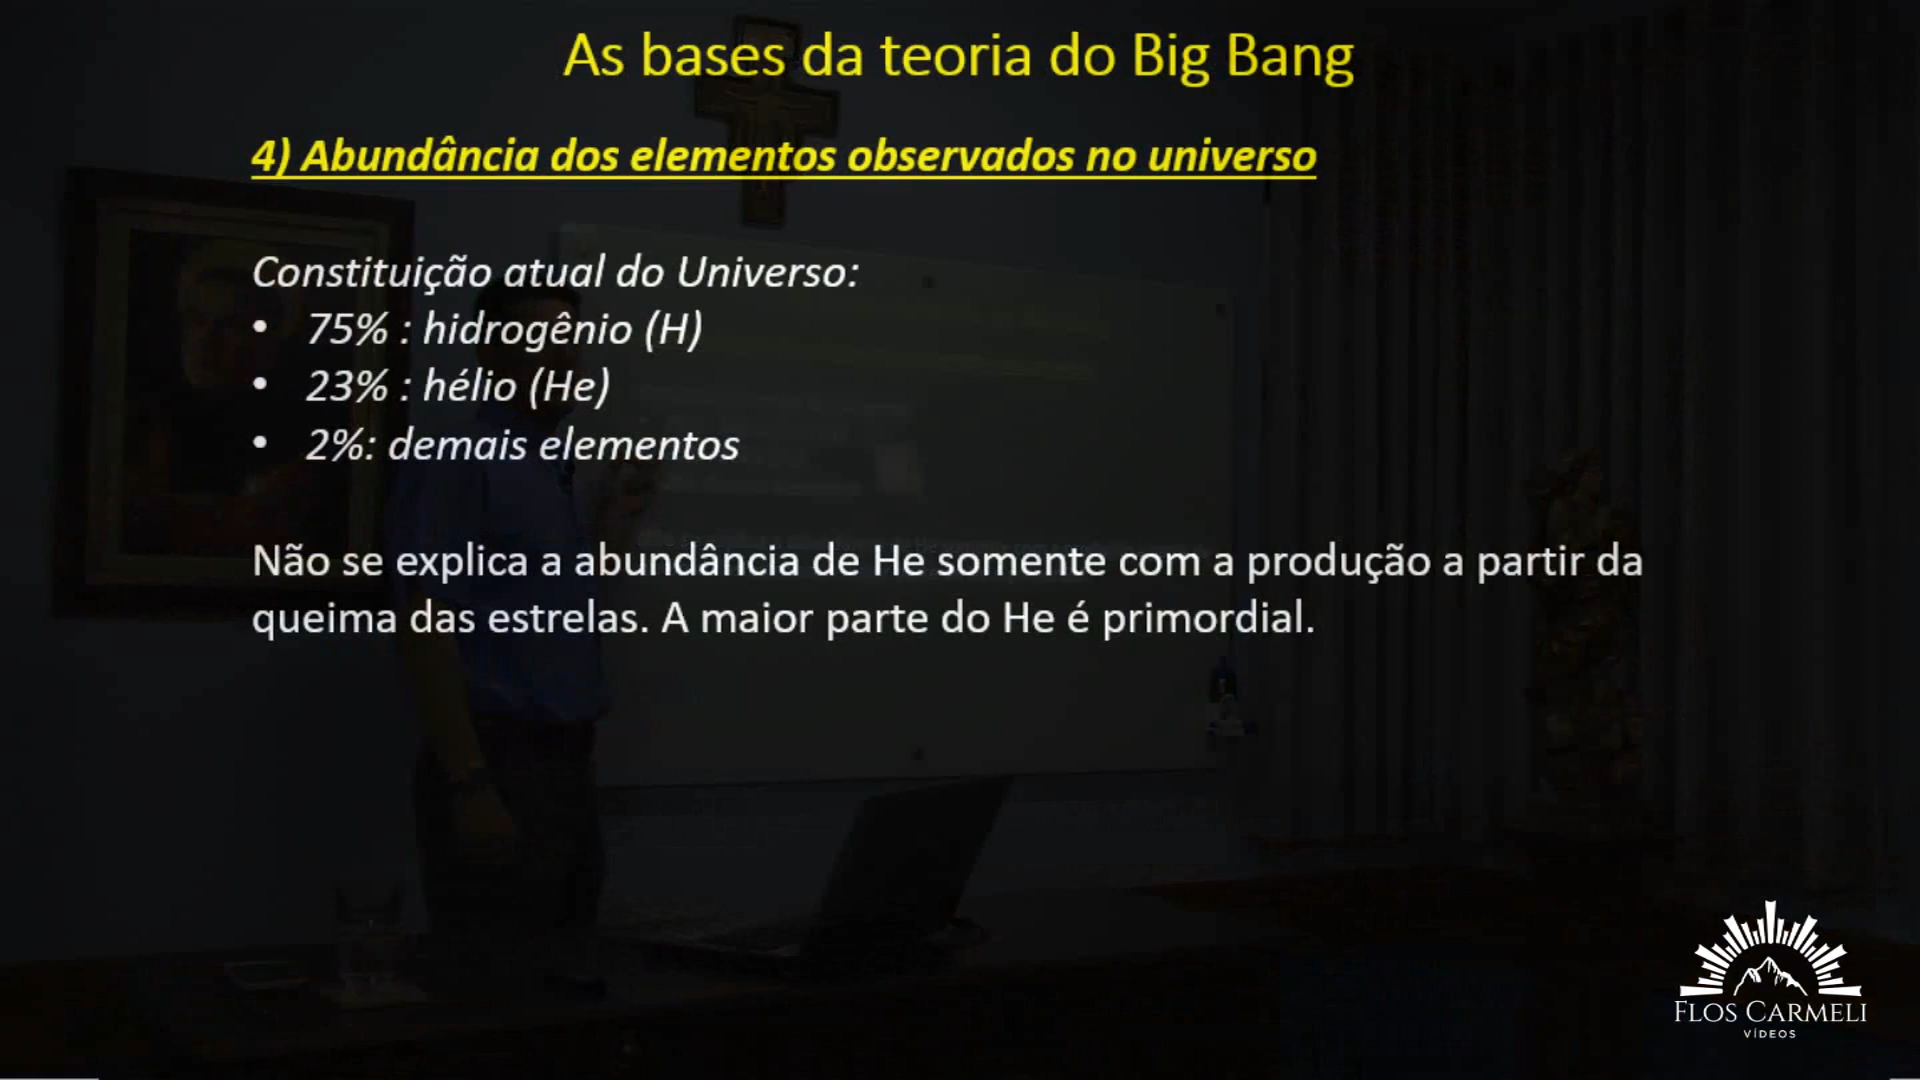 As bases da teoria do Big Bang
4) Abundância dos elementos observados no universo
Constituição atual do Universo:
• 75% : hidrogênio (H)
• 23% : hélio (He)
• 2%: demais elementos
Não se explica a abundância de He somente com a produção a partir da
queima das estrelas. A maior parte do He é primordial.
FLOS CARMELI
VÍDEOS